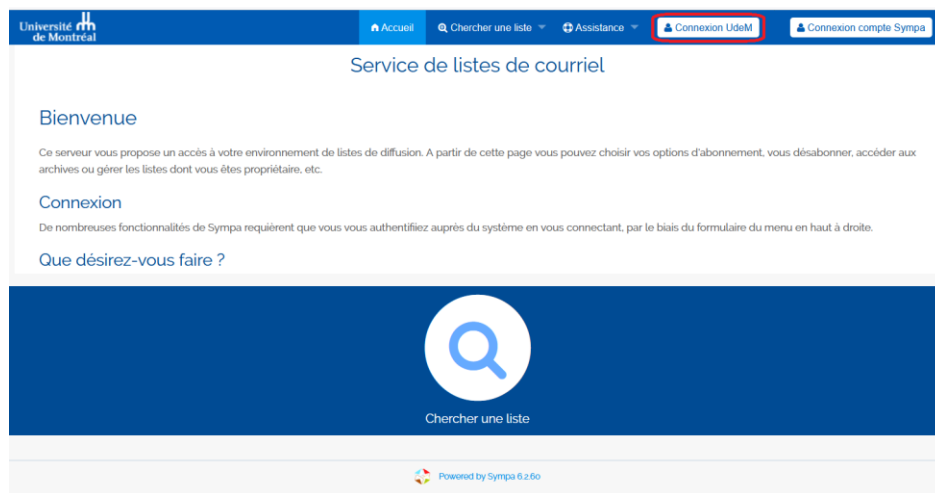 Université
de Montréal
Accueil
Chercher une liste
Assistance
Connexion UdeM
Connexion compte Sympa
Service de listes de courriel
Bienvenue
Ce serveur vous propose un accès à votre environnement de listes de diffusion. A partir de cette page vous pouvez choisir vos options d'abonnement, vous désabonner, accéder aux
archives ou gérer les listes dont vous êtes propriétaire, etc.
Connexion
De nombreuses fonctionnalités de Sympa requièrent que vous vous authentifiiez auprès du système en vous connectant, par le biais du formulaire du menu en haut à droite.
Que désirez-vous faire ?
Chercher une liste
Powered by Sympa 6.2.60